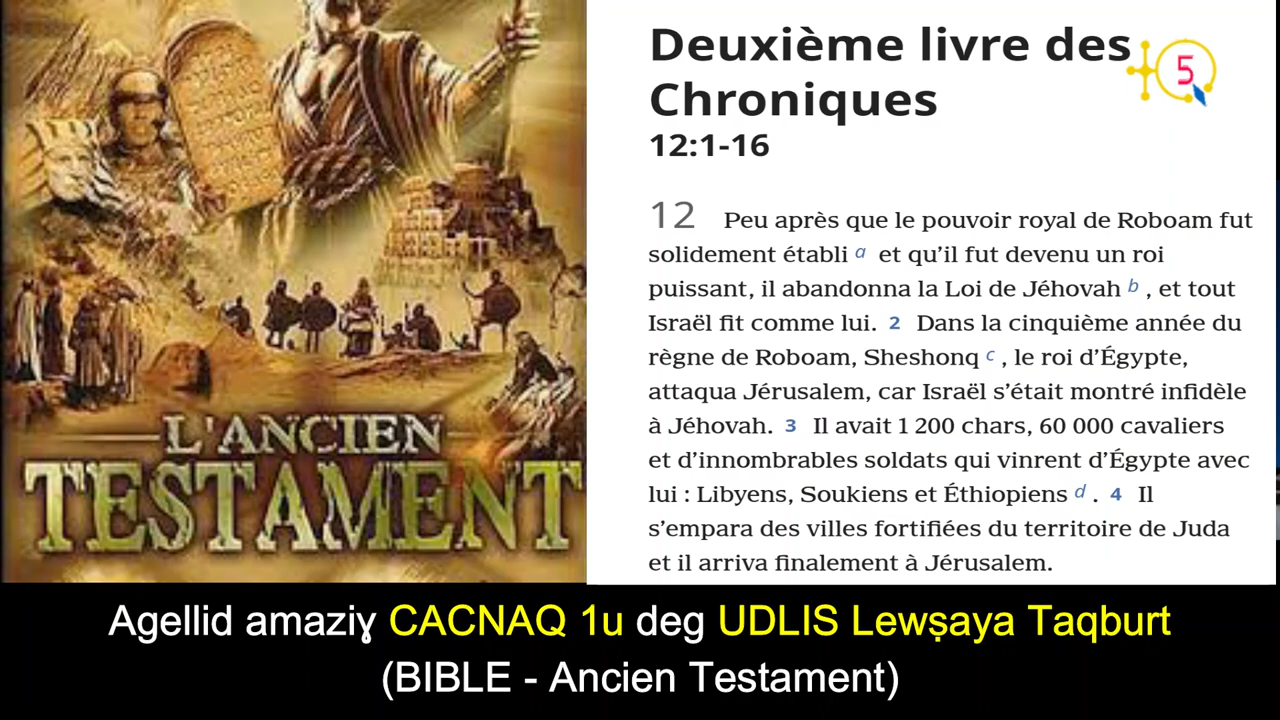 L'ANCIEN
TESTAMENT
Deuxième livre des
Chroniques
12:1-16
5
12 Peu après que le pouvoir royal de Roboam fut
solidement établi a et qu’il fut devenu un roi
puissant, il abandonna la Loi de Jéhovah b , et tout
Israël fit comme lui. 2 Dans la cinquième année du
règne de Roboam, Sheshonq c , le roi d’Égypte,
attaqua Jérusalem, car Israël s’était montré infidèle
à Jéhovah. 3 Il avait 1 200 chars, 60 000 cavaliers
et d’innombrables soldats qui vinrent d’Égypte avec
lui : Libyens, Soukiens et Éthiopiens d . 4 Il
s’empara des villes fortifiées du territoire de Juda
et il arriva finalement à Jérusalem.
Agellid amaziɣ CACNAQ 1u deg UDLIS Lewṣaya Taqburt
(BIBLE - Ancien Testament)